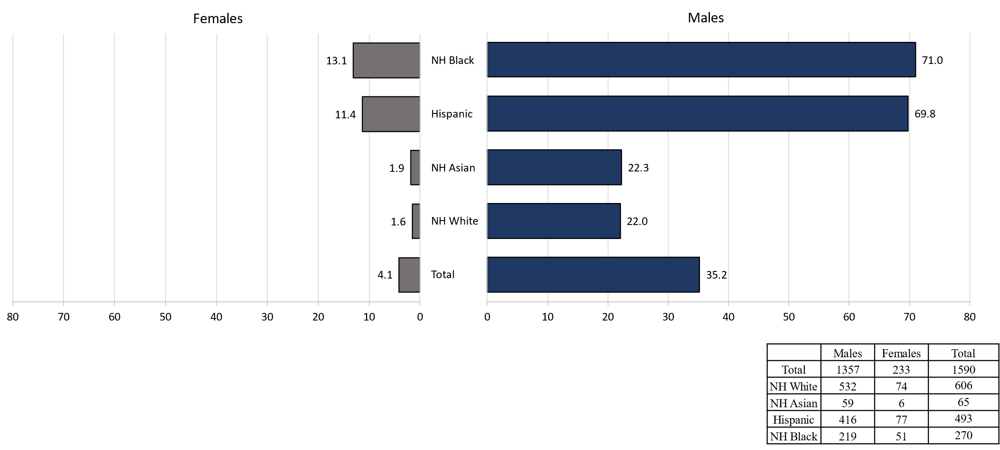 Females Males
13.1 NH Black 71.0
11.4 Hispanic 69.8
1.9 NH Asian 22.3
1.6 NH White 22.0
4.1 Total 35.2
80 70 60 50 40 30 20 10 0 0 10 20 30 40 50 60 70 80
Males Females Total
Total 1357 233 1590
NH White 532 74 606
NH Asian 59 6 65
Hispanic 416 77 493
NH Black 219 51 270